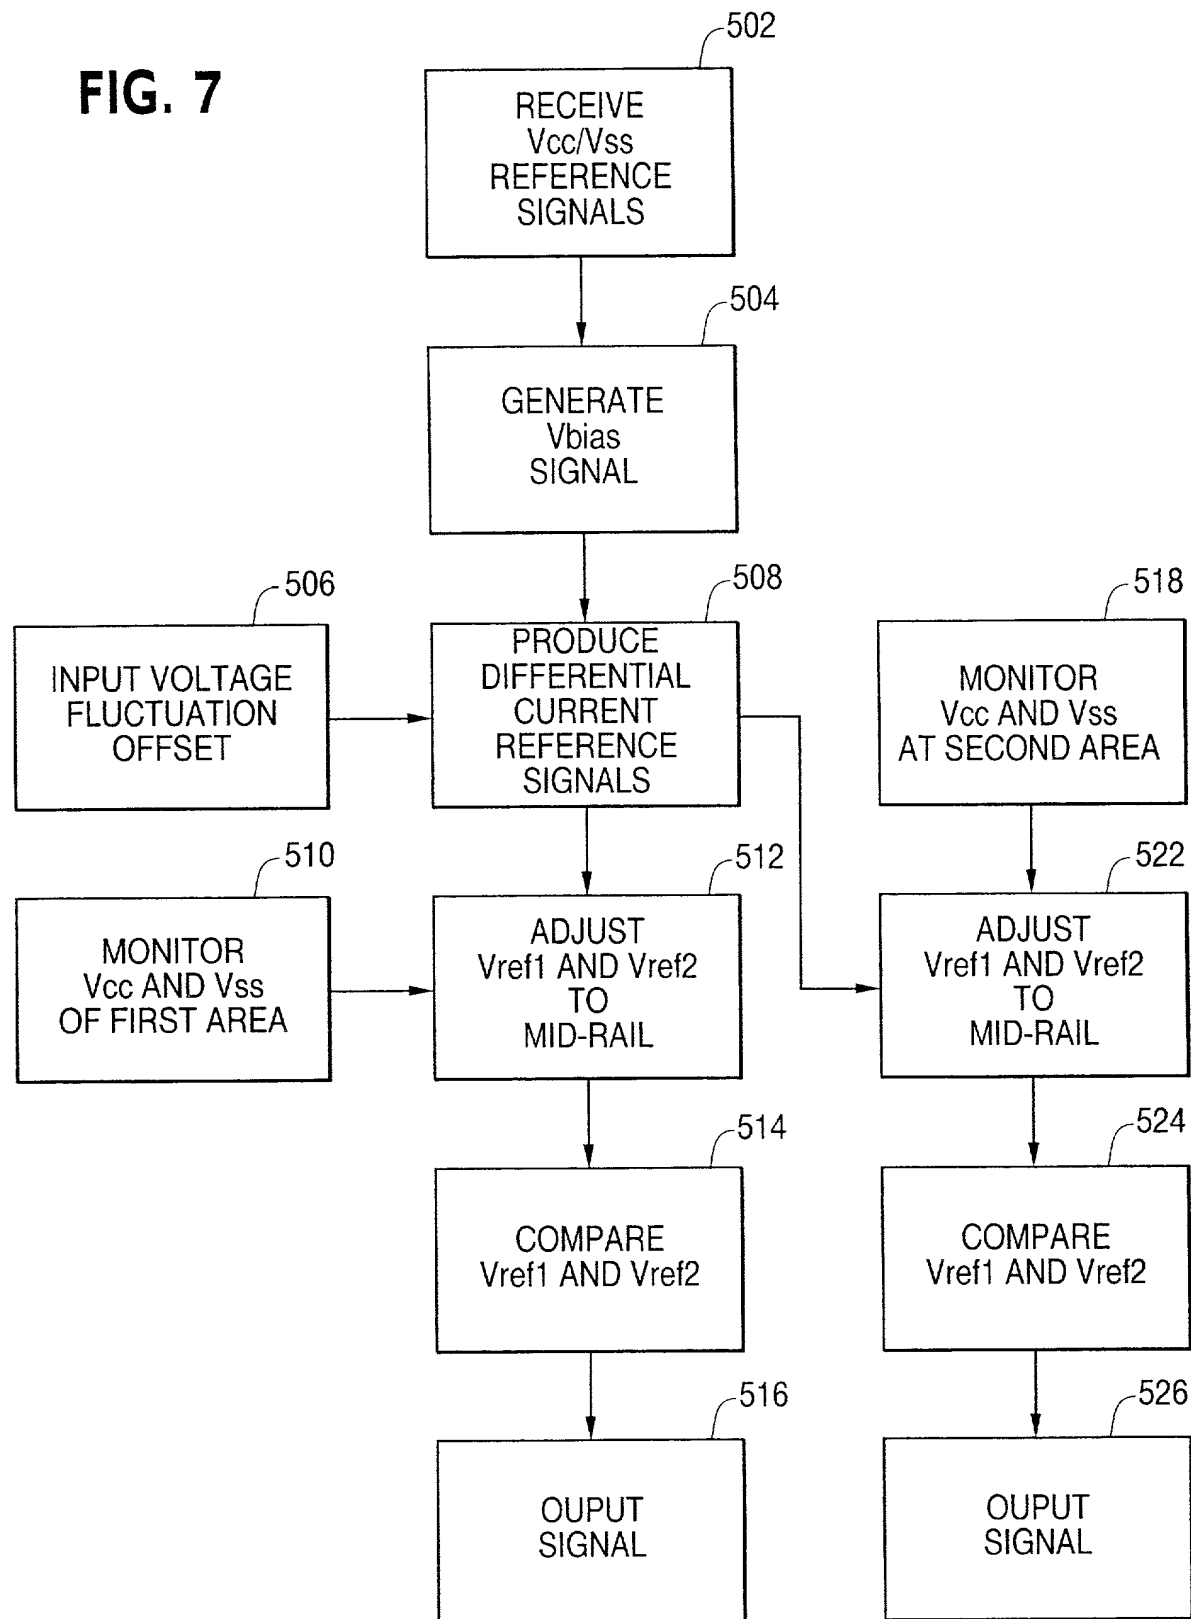 FIG. 7
502
RECEIVE
Vcc/Vss
REFERENCE
SIGNALS
504
GENERATE
Vbias
SIGNAL
506
INPUT VOLTAGE
FLUCTUATION
OFFSET
508
PRODUCE
DIFFERENTIAL
CURRENT
REFERENCE
SIGNALS
518
MONITOR
Vcc AND Vss
AT SECOND AREA
510
MONITOR
Vcc AND Vss
OF FIRST AREA
512
ADJUST
Vref1 AND Vref2
TO
MID-RAIL
522
ADJUST
Vref1 AND Vref2
TO
MID-RAIL
514
COMPARE
Vref1 AND Vref2
524
COMPARE
Vref1 AND Vref2
516
OUPUT
SIGNAL
526
OUPUT
SIGNAL